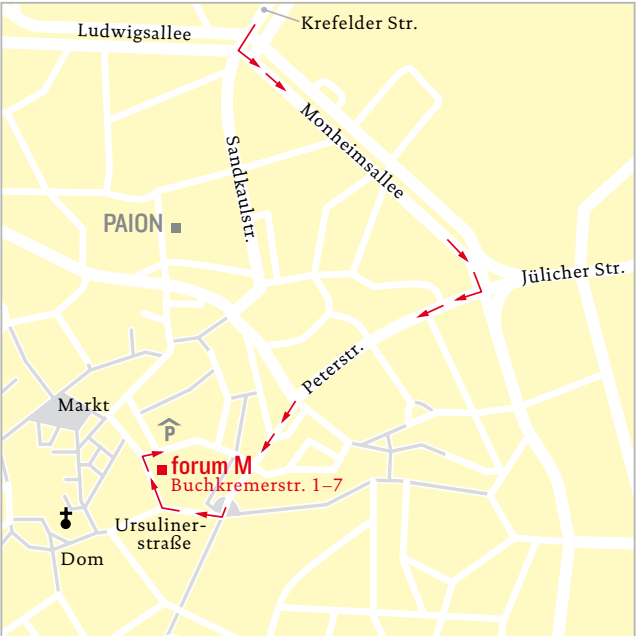 Krefelder Str.
Ludwigsallee
Monheimsallee
Sandkaulstr.
PAION
Jülicher Str.
Peterstr.
Markt
P
forum M
Buchkremerstr. 1–7
Ursuliner-
straße
Dom